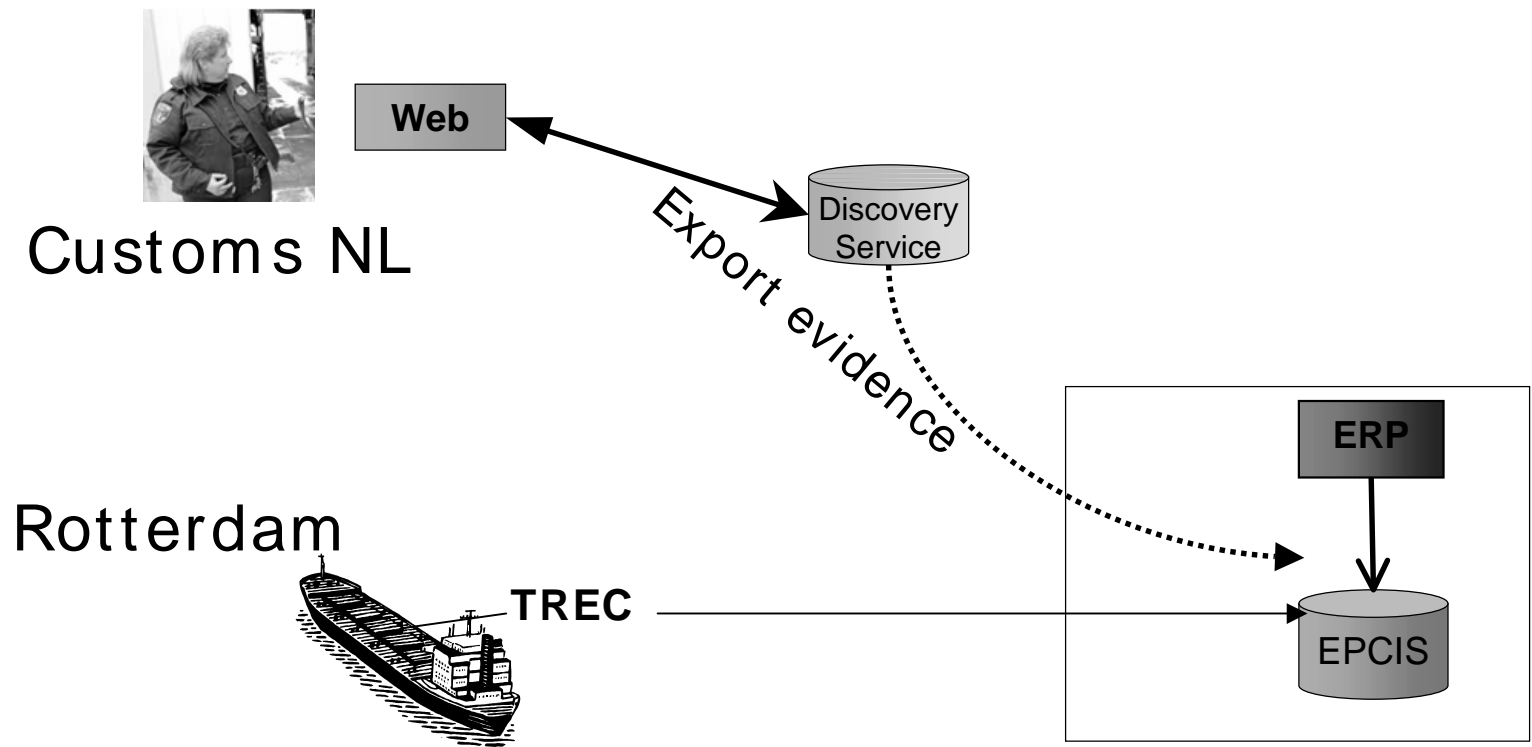 Web
Discovery
Service
Customs NL
Export evidence
ERP
Rotterdam
TREC
EPCIS